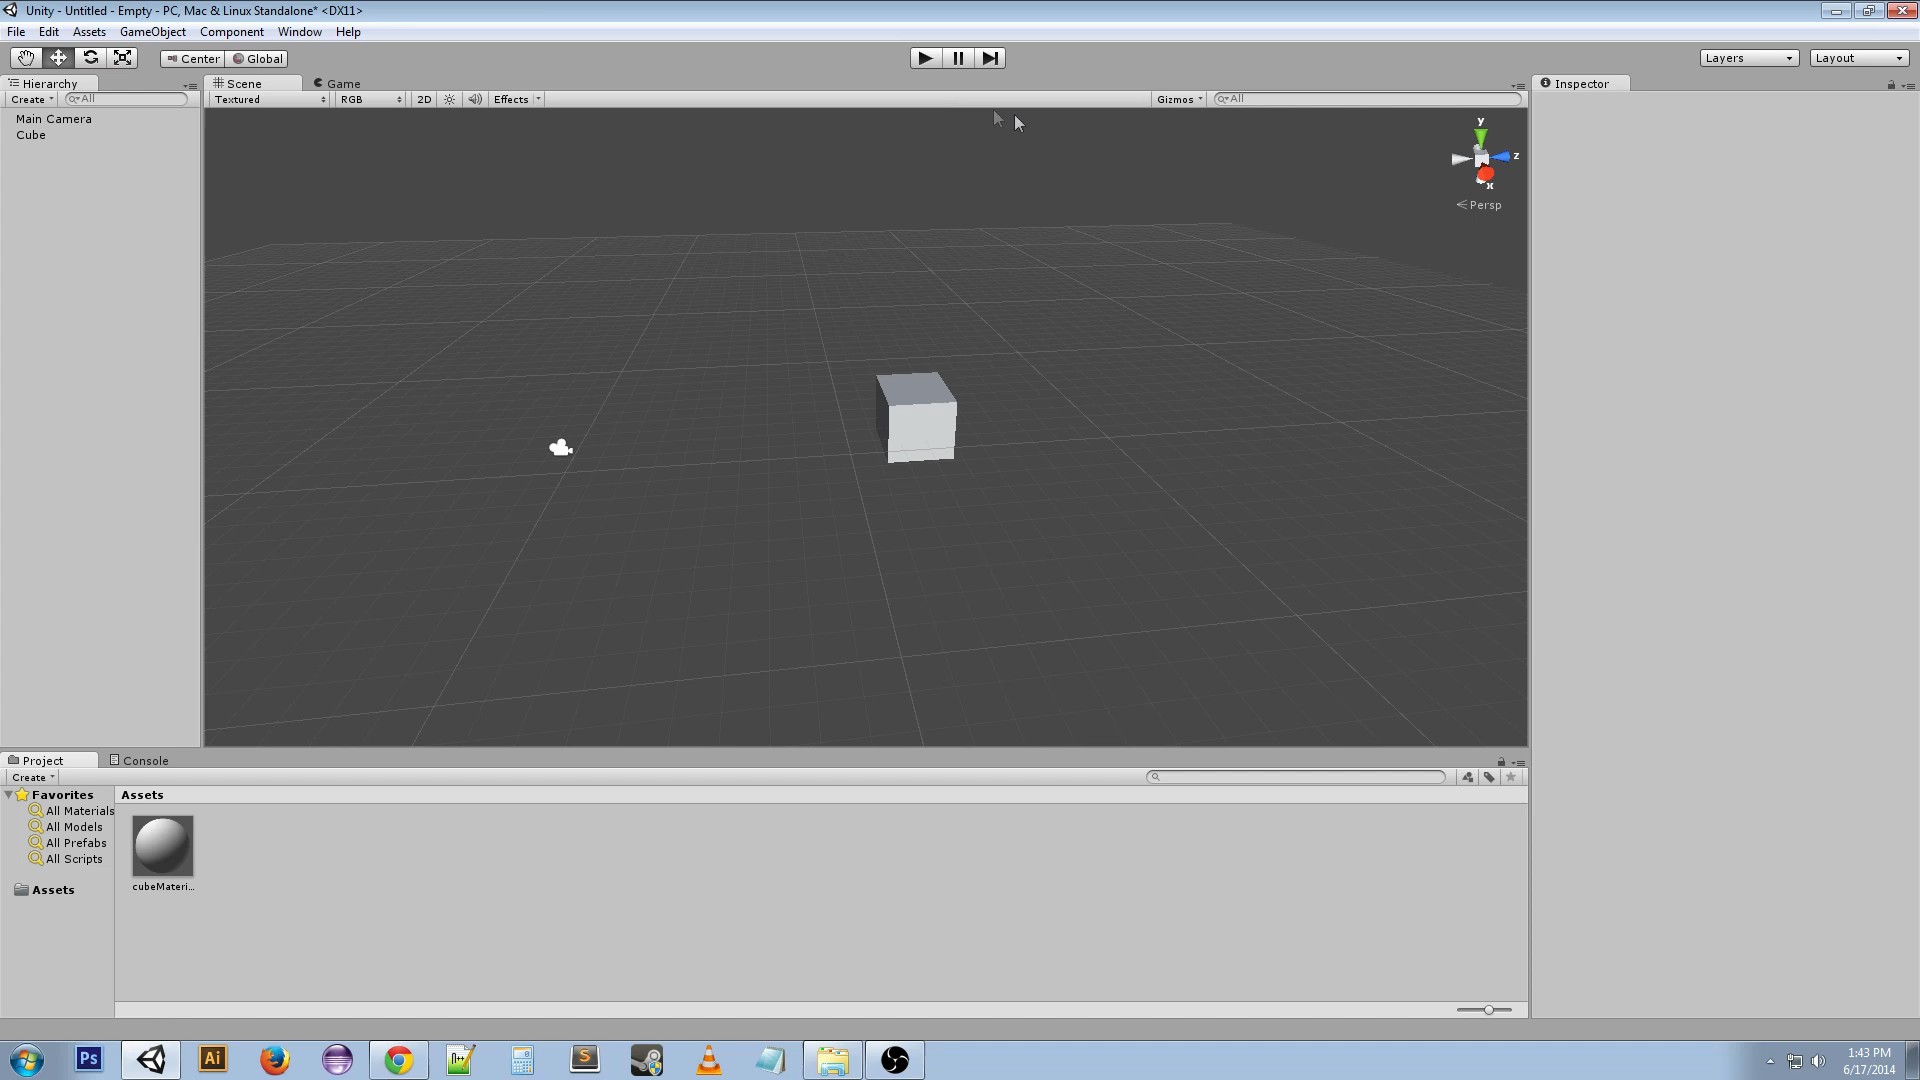 Unity - Untitled - Empty - PC, Mac & Linux Standalone* <DX11>
File Edit Assets GameObject Component Window Help
Center Global Layers Layout
Hierarchy Scene Game Inspector
Create All Textured RGB 2D Effects Gizmos All
Main Camera
Cube
y
z
x
Persp
Project Console
Create
Favorites Assets
All Materials
All Models
All Prefabs
All Scripts
cubeMateri...
Assets
Ps Ai S
1:43 PM
6/17/2014